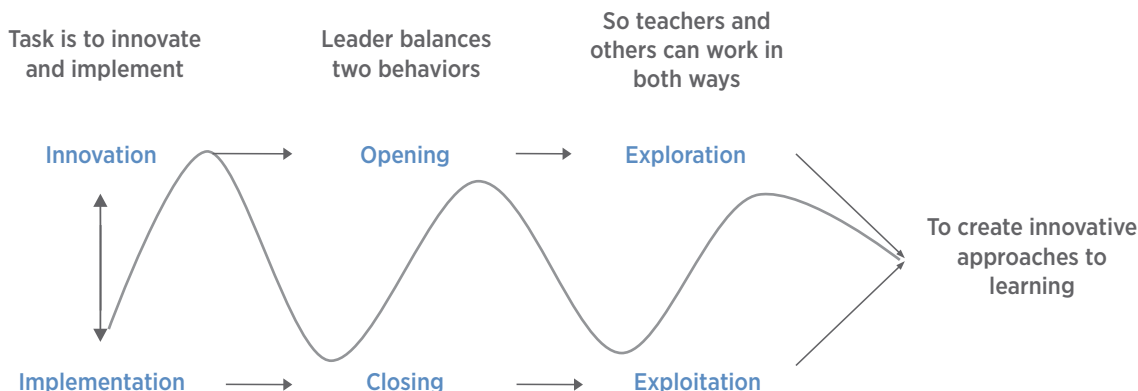 Task is to innovate
and implement
Leader balances
two behaviors
So teachers and
others can work in
both ways
Innovation
Opening
Exploration
To create innovative
approaches to
learning
Implementation
Closing
Exploitation